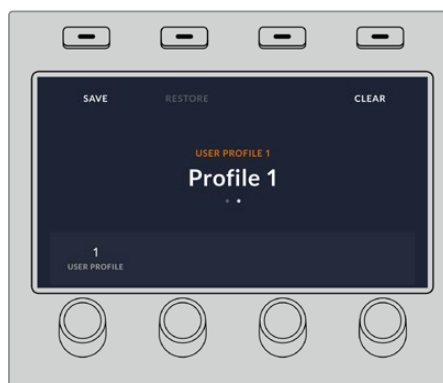 SAVE RESTORE CLEAR
USER PROFILE 1
Profile 1
1
USER PROFILE